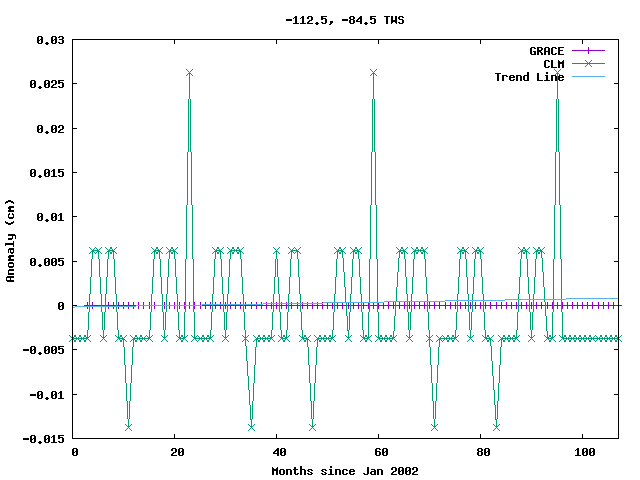 -112.5, -84.5 TWS
GRACE
CLM
Trend Line
0.03
0.025
0.02
0.015
0.01
0.005
0
-0.005
-0.01
-0.015
0 20 40 60 80 100
Anomaly (cm)
Months since Jan 2002